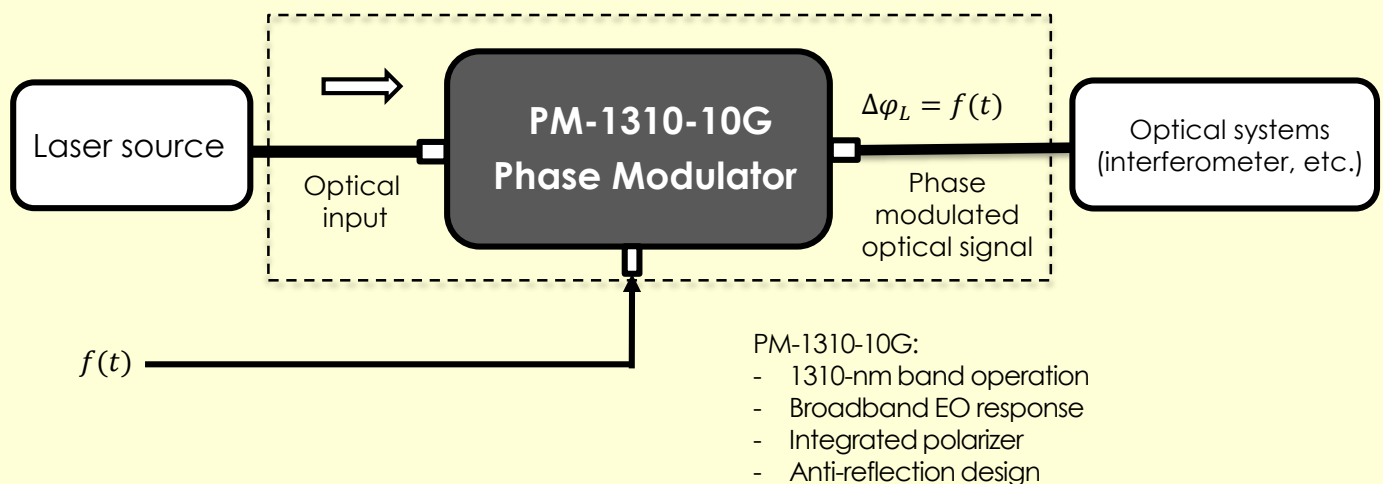 Laser source
Optical
input
PM-1310-10G
Phase Modulator
Δφ_L = f(t)
Phase
modulated
optical signal
Optical systems
(interferometer, etc.)
f(t)
PM-1310-10G:
- 1310-nm band operation
- Broadband EO response
- Integrated polarizer
- Anti-reflection design